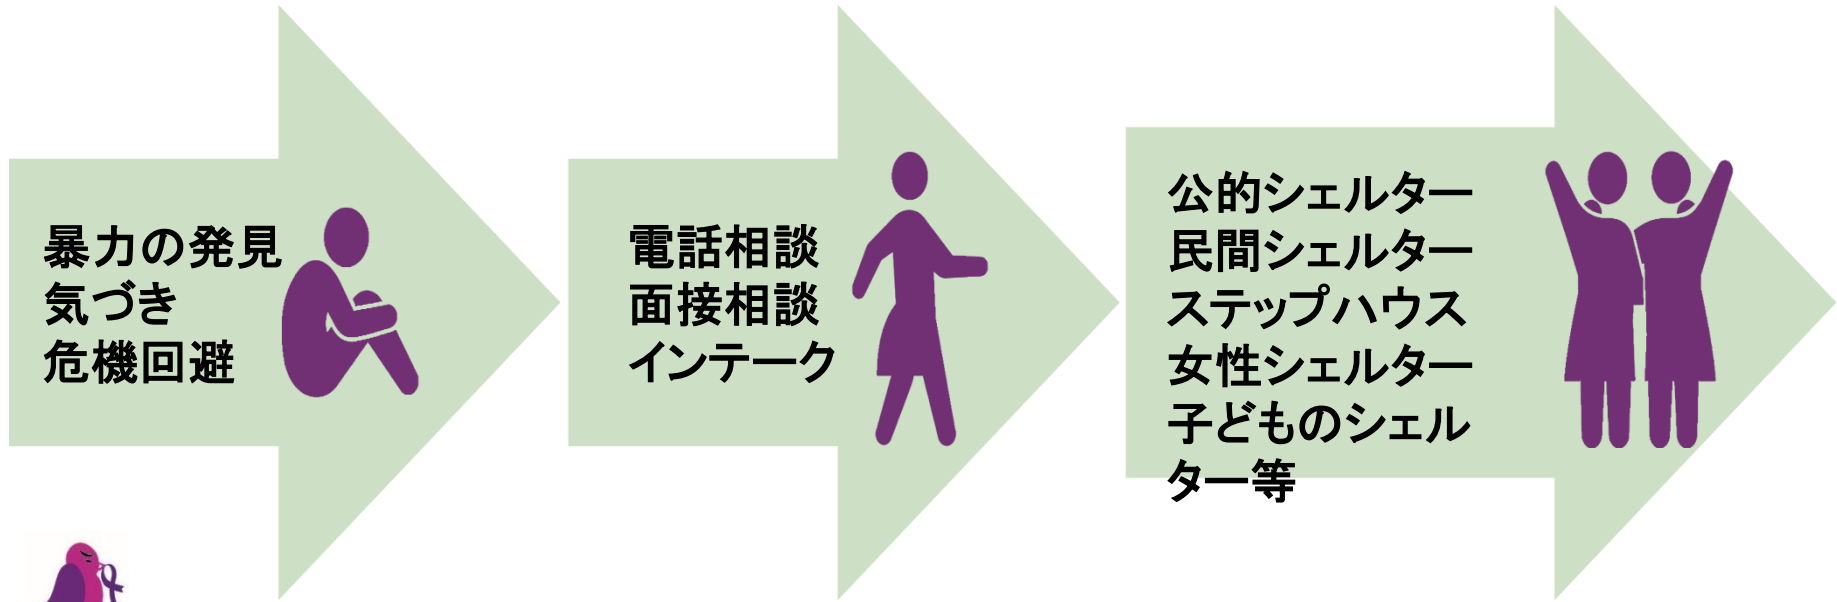 暴力の発見
気づき
危機回避
電話相談
面接相談
インテーク
公的シェルター
民間シェルター
ステップハウス
女性シェルター
子どものシェル
ター等